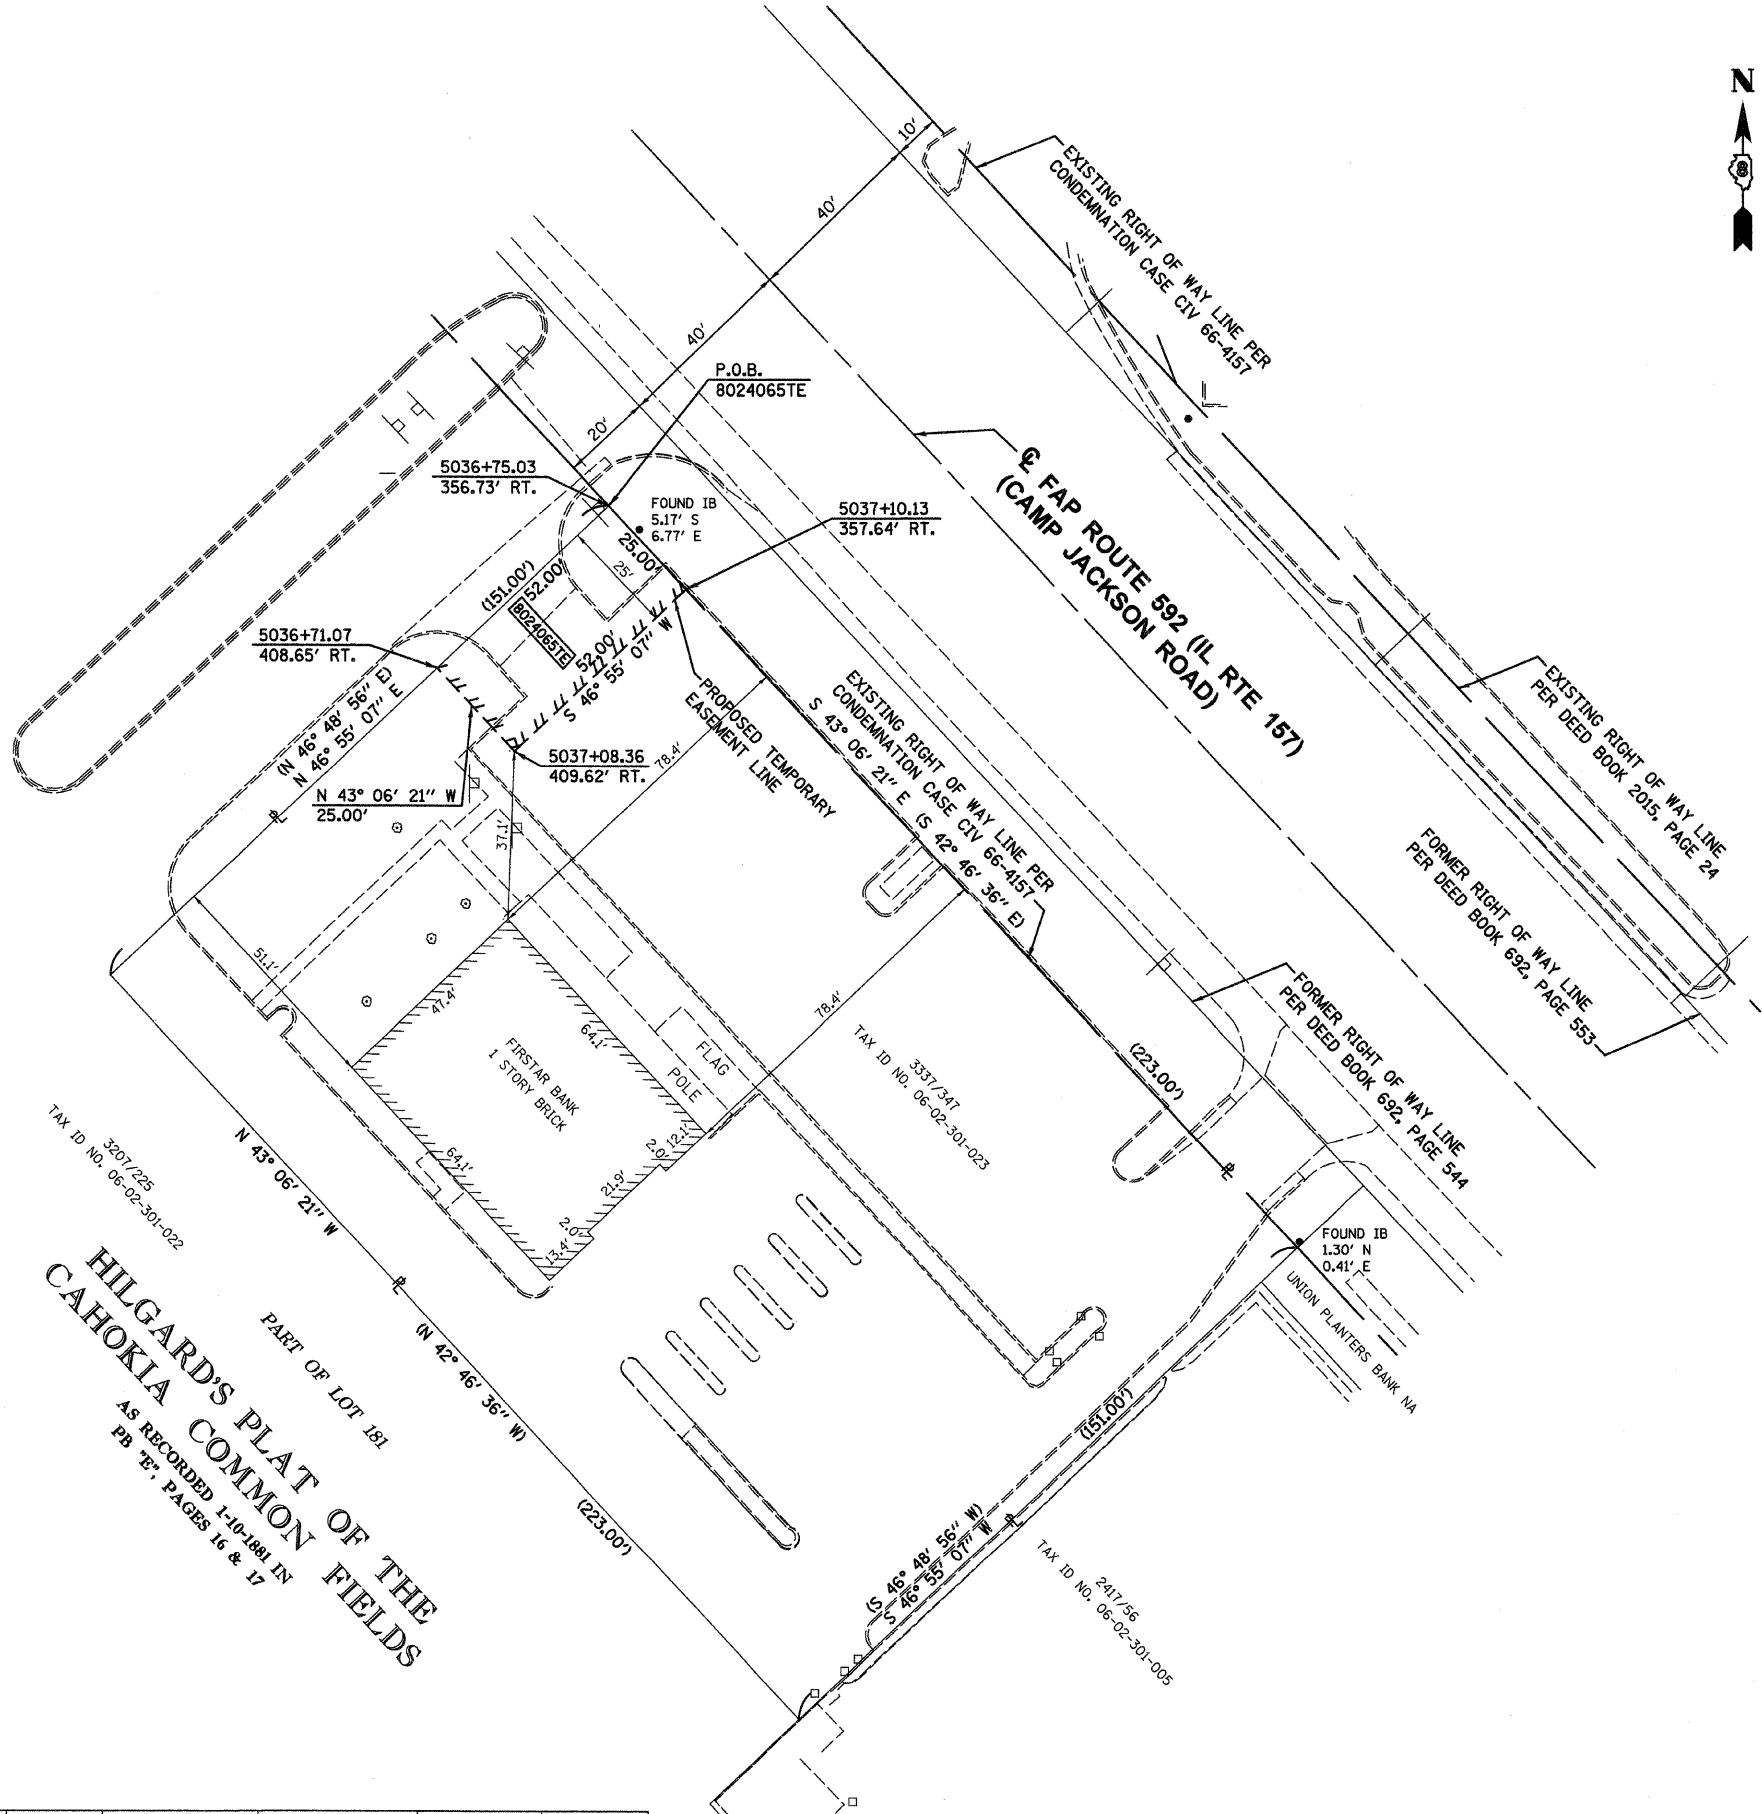 N
8
10'
40'
40'
20'
EXISTING RIGHT OF WAY LINE PER
CONDEMNATION CASE CIV 66-4157
P.O.B.
8024065TE
5036+75.03
356.73' RT.
FOUND IB
5.17' S
6.77' E
5037+10.13
357.64' RT.
25.00'
25'
(151.00')
52.00'
8024065TE
52.00'
S 46° 55' 07" W
5036+71.07
408.65' RT.
(N 46° 48' 56" E)
N 46° 55' 07" E
5037+08.36
409.62' RT.
N 43° 06' 21" W
25.00'
PROPOSED TEMPORARY
EASEMENT LINE
78.4'
37.1'
℄ FAP ROUTE 592 (IL RTE 157)
(CAMP JACKSON ROAD)
EXISTING RIGHT OF WAY LINE PER
CONDEMNATION CASE CIV 66-4157
S 43° 06' 21" E (S 42° 46' 36" E)
EXISTING RIGHT OF WAY LINE
PER DEED BOOK 2015, PAGE 24
FORMER RIGHT OF WAY LINE
PER DEED BOOK 692, PAGE 553
FORMER RIGHT OF WAY LINE
PER DEED BOOK 692, PAGE 544
51.1'
47.4'
64.1'
FIRSTAR BANK
1 STORY BRICK
FLAG
POLE
78.4'
3337/347
TAX ID NO. 06-02-301-023
(223.00')
64.1'
2.0'
12.1'
21.9'
2.0'
13.4'
3207/225
TAX ID NO. 06-02-301-022
N 43° 06' 21" W
(N 42° 46' 36" W)
(223.00')
FOUND IB
1.30' N
0.41' E
UNION PLANTERS BANK NA
PART OF LOT 181
HILGARD'S PLAT OF THE
CAHOKIA COMMON FIELDS
AS RECORDED 1-10-1881 IN
PB "E", PAGES 16 & 17
(151.00')
(S 46° 48' 56" W)
S 46° 55' 07" W
2417/56
TAX ID NO. 06-02-301-005